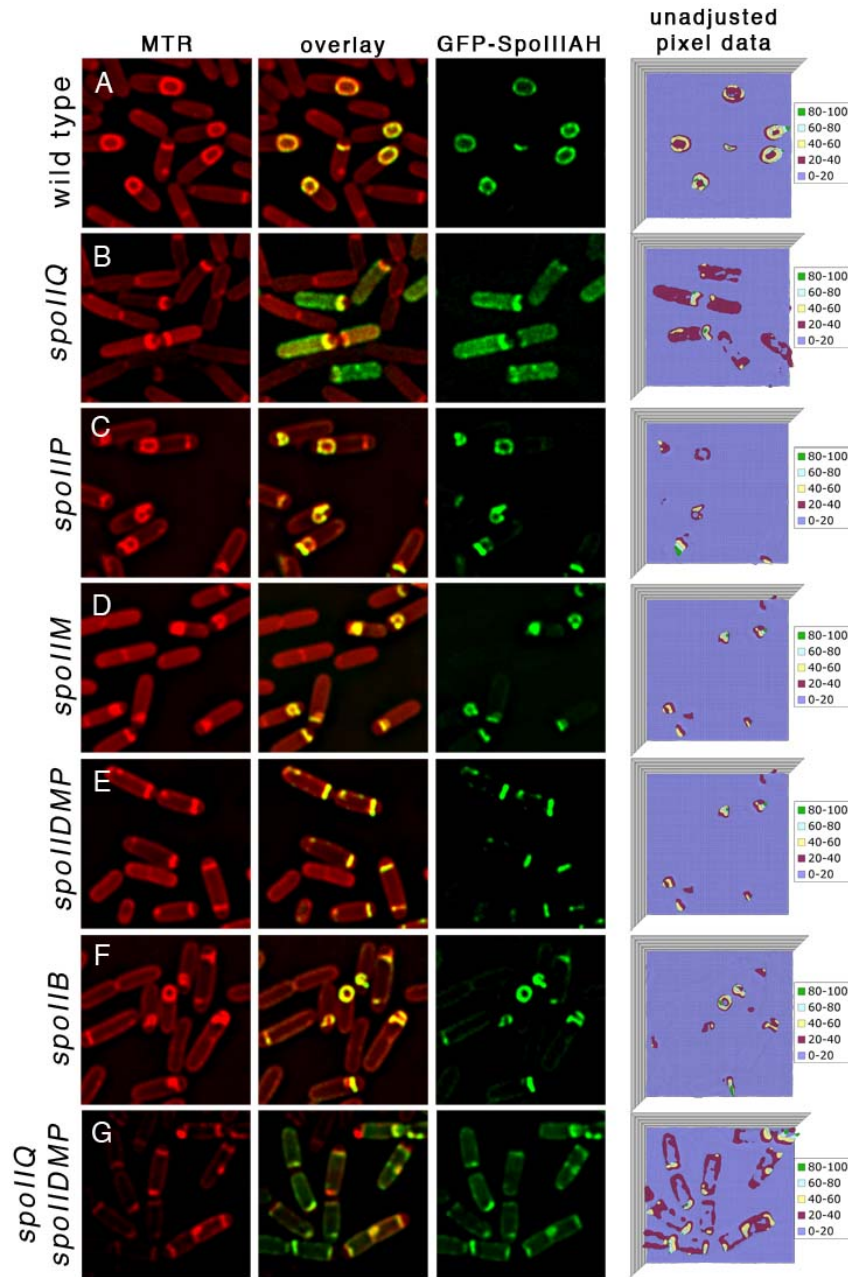 MTR overlay GFP-SpoIIIAH unadjusted pixel data
wild type
A
80-100
60-80
40-60
20-40
0-20
spoIIQ
B
80-100
60-80
40-60
20-40
0-20
spoIIP
C
80-100
60-80
40-60
20-40
0-20
spoIIM
D
80-100
60-80
40-60
20-40
0-20
spoIIDMP
E
80-100
60-80
40-60
20-40
0-20
spoIIB
F
80-100
60-80
40-60
20-40
0-20
spoIIQ
spoIIDMP
G
80-100
60-80
40-60
20-40
0-20